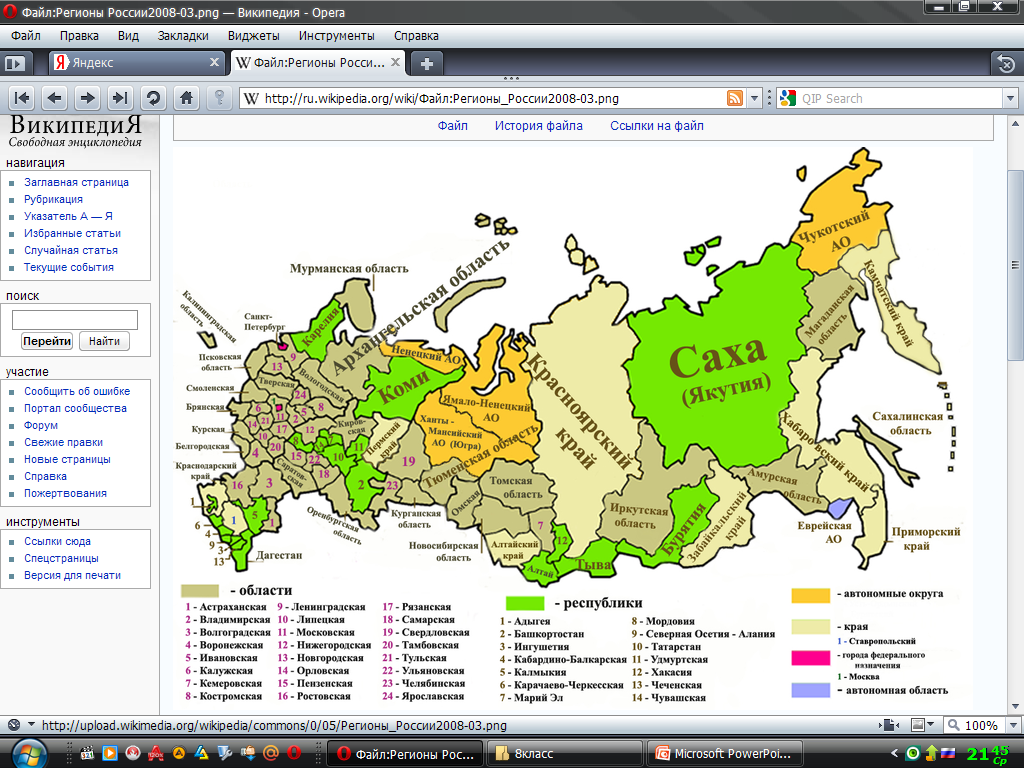 Файл:Регионы России2008-03.png — Википедия - Opera
Файл Правка Вид Закладки Виджеты Инструменты Справка
Яндекс
Файл:Регионы Росси...
http://ru.wikipedia.org/wiki/Файл:Регионы_России2008-03.png
QIP Search
ВикипедиЯ
Свободная энциклопедия
навигация
Заглавная страница
Рубрикация
Указатель А — Я
Избранные статьи
Случайная статья
Текущие события
поиск
Перейти Найти
участие
Сообщить об ошибке
Портал сообщества
Форум
Свежие правки
Новые страницы
Справка
Пожертвования
инструменты
Ссылки сюда
Спецстраницы
Версия для печати
Файл История файла Ссылки на файл
Чукотский
АО
Камчатский край
Магаданская
область
Мурманская область
Архангельская область
Калининградская
область
Санкт-
Петербург
Карелия
Ненецкий АО
Коми
Псковская
область
Смоленская
Брянская
Курская
Белгородская
Краснодарский
край
Тверская
Вологодская
Киров-
ская
Пермский
край
Саратов-
ская
Оренбургская
область
Дагестан
Ямало-Ненецкий
АО
Ханты -
Мансийский
АО (Югра)
Тюменская область
Курганская
область
Омская
Томская
область
Новосибирская
область
Алтайский
край
Алтай
Красноярский
край
Саха
(Якутия)
Тыва
Иркутская
область
Бурятия
Забайкальский
край
Амурская
область
Хабаровский край
Еврейская
АО
Приморский
край
Сахалинская
область
- области
1 - Астраханская
2 - Владимирская
3 - Волгоградская
4 - Воронежская
5 - Ивановская
6 - Калужская
7 - Кемеровская
8 - Костромская
9 - Ленинградская
10 - Липецкая
11 - Московская
12 - Нижегородская
13 - Новгородская
14 - Орловская
15 - Пензенская
16 - Ростовская
17 - Рязанская
18 - Самарская
19 - Свердловская
20 - Тамбовская
21 - Тульская
22 - Ульяновская
23 - Челябинская
24 - Ярославская
- республики
1 - Адыгея
2 - Башкортостан
3 - Ингушетия
4 - Кабардино-Балкарская
5 - Калмыкия
6 - Карачаево-Черкесская
7 - Марий Эл
8 - Мордовия
9 - Северная Осетия - Алания
10 - Татарстан
11 - Удмуртская
12 - Хакасия
13 - Чеченская
14 - Чувашская
- автономные округа
- края
1 - Ставропольский
- города федерального
назначения
1 - Москва
- автономная область
http://upload.wikimedia.org/wikipedia/commons/0/05/Регионы_России2008-03.png
100%
Файл:Регионы Рос...
8класс
Microsoft PowerPoi...
21 45
Ср